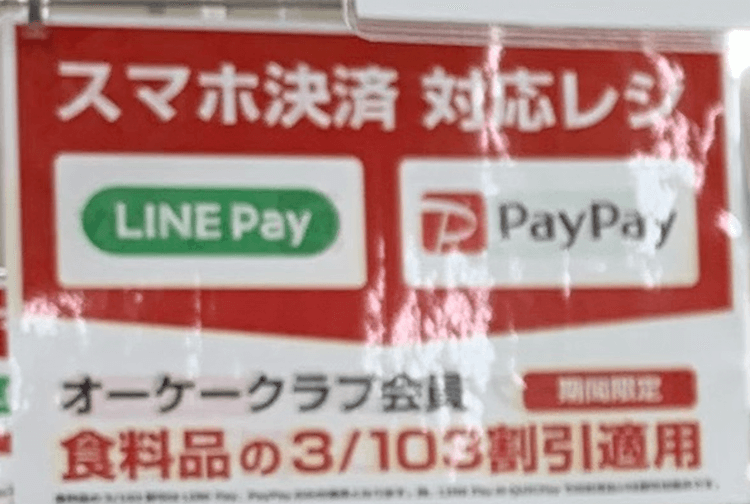 スマホ決済 対応レジ
LINE Pay
PayPay
オーケークラブ会員 期間限定
食料品の3/103割引適用